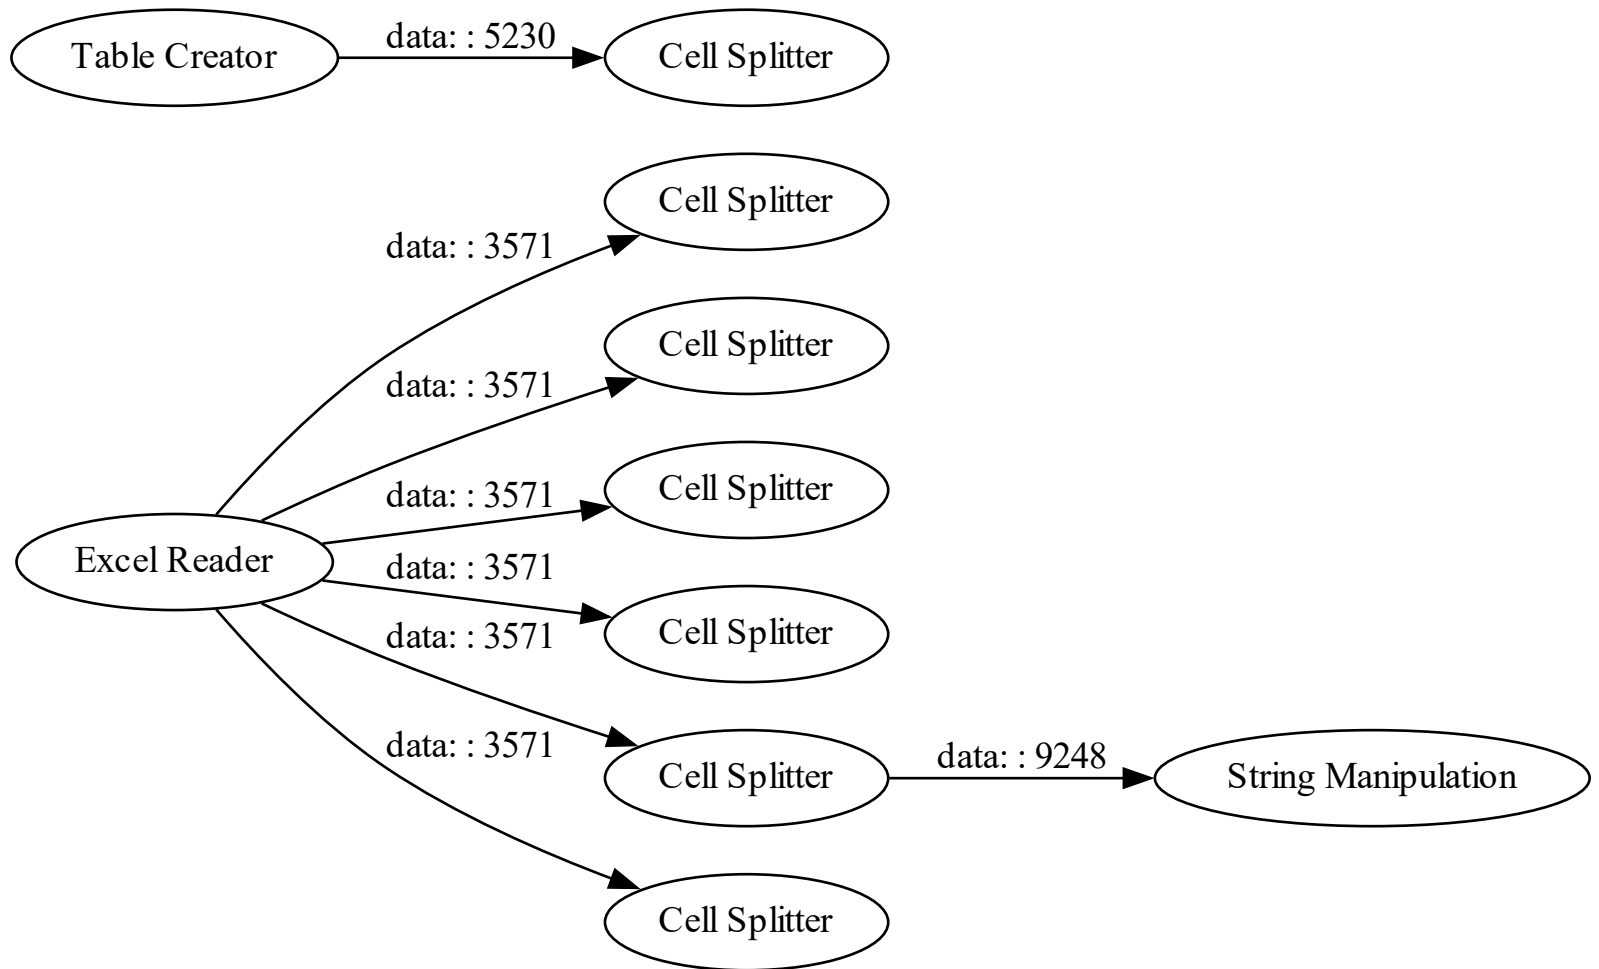 Table Creator
data: : 5230
Cell Splitter
Cell Splitter
data: : 3571
Cell Splitter
data: : 3571
Cell Splitter
data: : 3571
Excel Reader
data: : 3571
Cell Splitter
data: : 3571
data: : 3571
Cell Splitter
data: : 9248
String Manipulation
Cell Splitter